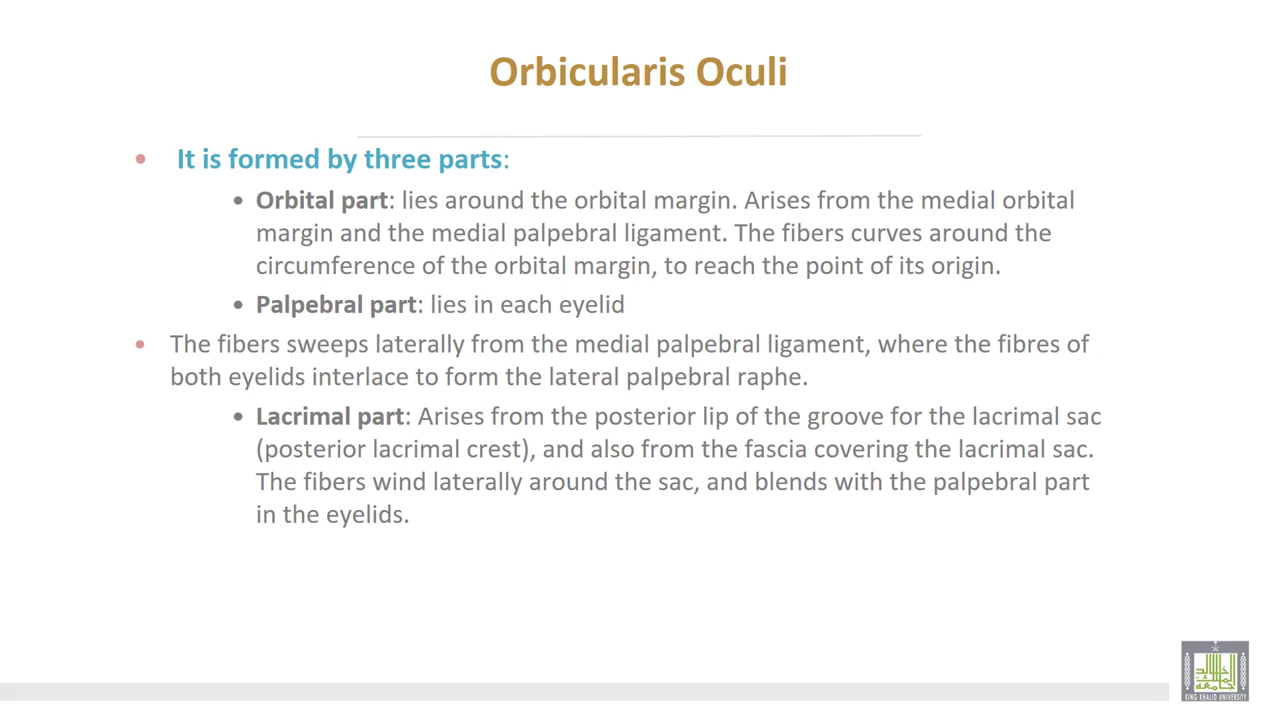 Orbicularis Oculi
• It is formed by three parts:
• Orbital part: lies around the orbital margin. Arises from the medial orbital
margin and the medial palpebral ligament. The fibers curves around the
circumference of the orbital margin, to reach the point of its origin.
• Palpebral part: lies in each eyelid
• The fibers sweeps laterally from the medial palpebral ligament, where the fibres of
both eyelids interlace to form the lateral palpebral raphe.
• Lacrimal part: Arises from the posterior lip of the groove for the lacrimal sac
(posterior lacrimal crest), and also from the fascia covering the lacrimal sac.
The fibers wind laterally around the sac, and blends with the palpebral part
in the eyelids.
KING KHALID UNIVERSITY